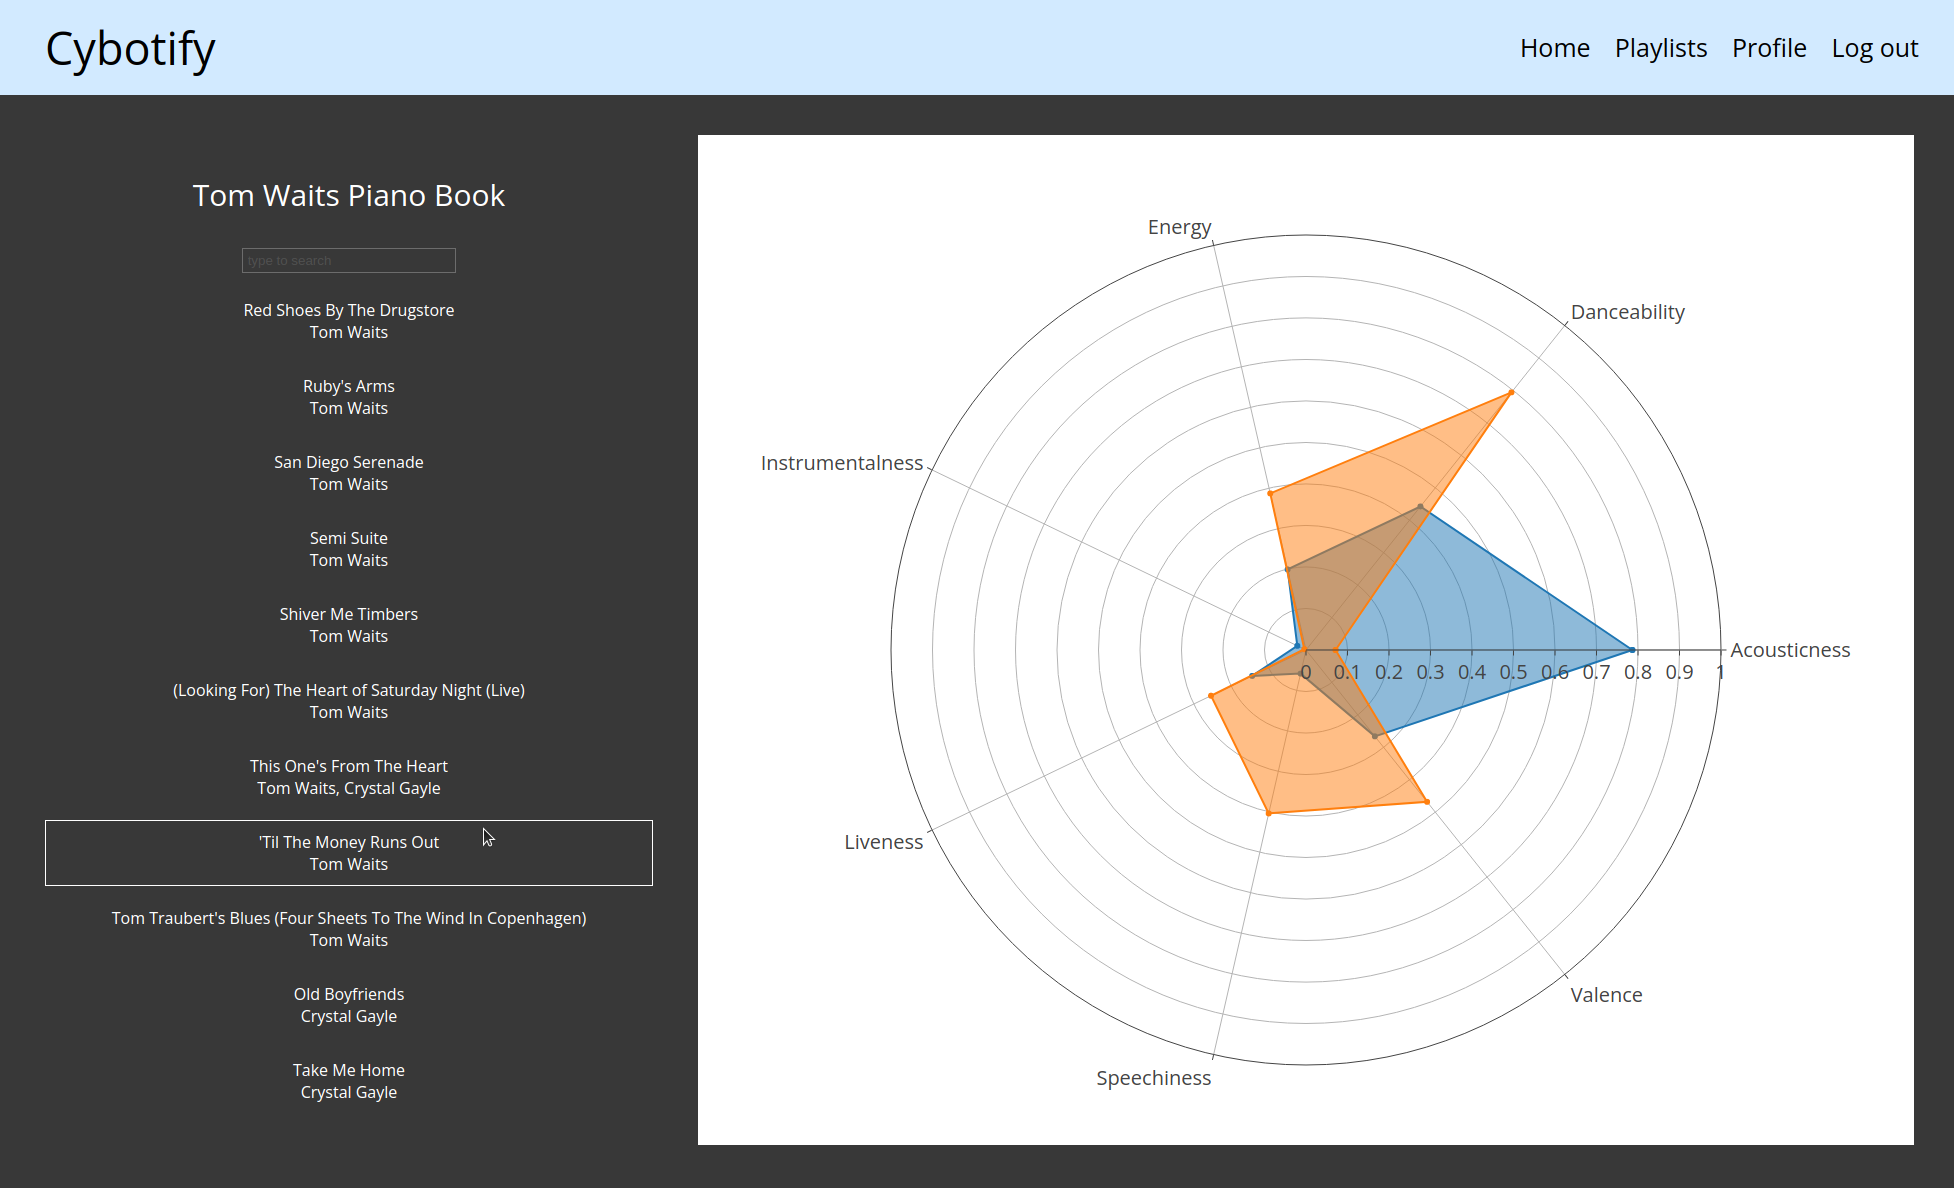 Cybotify
Home Playlists Profile Log out
Tom Waits Piano Book
type to search
Red Shoes By The Drugstore
Tom Waits
Ruby's Arms
Tom Waits
San Diego Serenade
Tom Waits
Semi Suite
Tom Waits
Shiver Me Timbers
Tom Waits
(Looking For) The Heart of Saturday Night (Live)
Tom Waits
This One's From The Heart
Tom Waits, Crystal Gayle
'Til The Money Runs Out
Tom Waits
Tom Traubert's Blues (Four Sheets To The Wind In Copenhagen)
Tom Waits
Old Boyfriends
Crystal Gayle
Take Me Home
Crystal Gayle
Energy
Danceability
Instrumentalness
Acousticness
0 0.1 0.2 0.3 0.4 0.5 0.6 0.7 0.8 0.9 1
Liveness
Valence
Speechiness